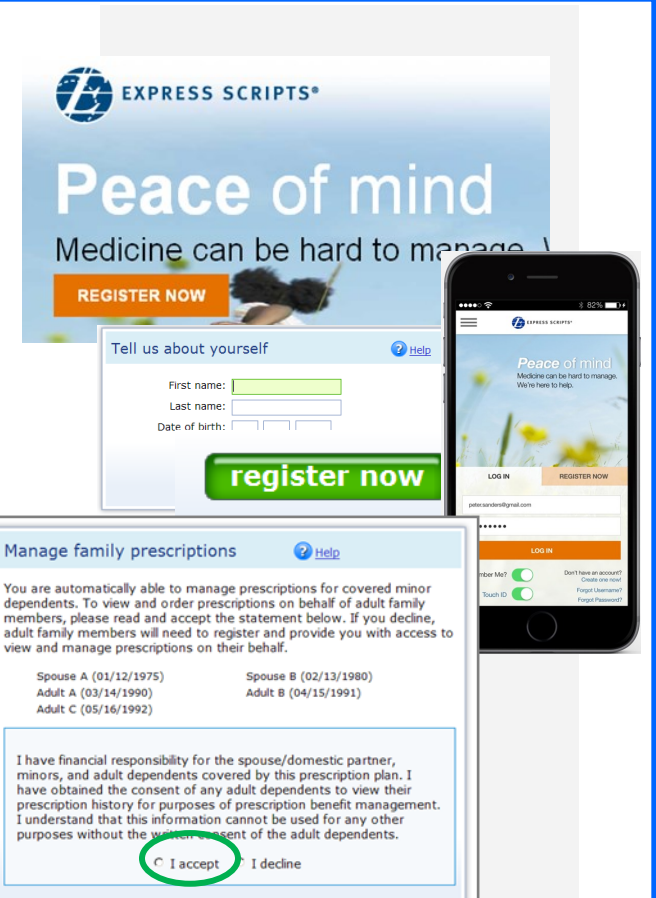 EXPRESS SCRIPTS®
Peace of mind
Medicine can be hard to manage.
REGISTER NOW
Tell us about yourself
Help
First name:
Last name:
Date of birth:
register now
82%
EXPRESS SCRIPTS®
Peace of mind
Medicine can be hard to manage.
We're here to help.
LOG IN REGISTER NOW
peter.sanders@gmail.com
LOG IN
mber Me? Don't have an account?
Create one now!
Touch ID Forgot Username?
Forgot Password?
Manage family prescriptions
Help
You are automatically able to manage prescriptions for covered minor
dependents. To view and order prescriptions on behalf of adult family
members, please read and accept the statement below. If you decline,
adult family members will need to register and provide you with access to
view and manage prescriptions on their behalf.
Spouse A (01/12/1975) Spouse B (02/13/1980)
Adult A (03/14/1990) Adult B (04/15/1991)
Adult C (05/16/1992)
I have financial responsibility for the spouse/domestic partner,
minors, and adult dependents covered by this prescription plan. I
have obtained the consent of any adult dependents to view their
prescription history for purposes of prescription benefit management.
I understand that this information cannot be used for any other
purposes without the written consent of the adult dependents.
I accept I decline